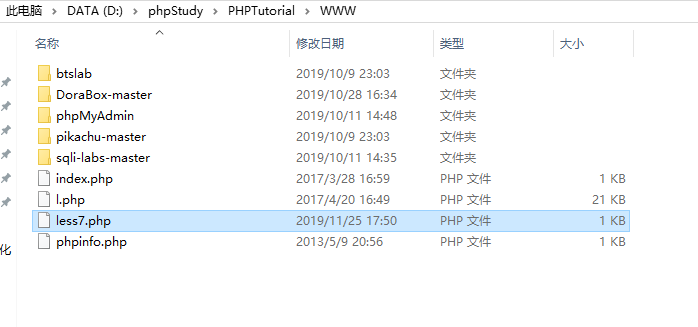 此电脑 > DATA (D:) > phpStudy > PHPTutorial > WWW
名称 修改日期 类型 大小
btslab 2019/10/9 23:03 文件夹
DoraBox-master 2019/10/28 16:34 文件夹
phpMyAdmin 2019/10/11 14:48 文件夹
pikachu-master 2019/10/9 23:03 文件夹
sqli-labs-master 2019/10/11 14:35 文件夹
index.php 2017/3/28 16:59 PHP 文件 1 KB
l.php 2017/4/20 16:49 PHP 文件 21 KB
less7.php 2019/11/25 17:50 PHP 文件 1 KB
phpinfo.php 2013/5/9 20:56 PHP 文件 1 KB
化